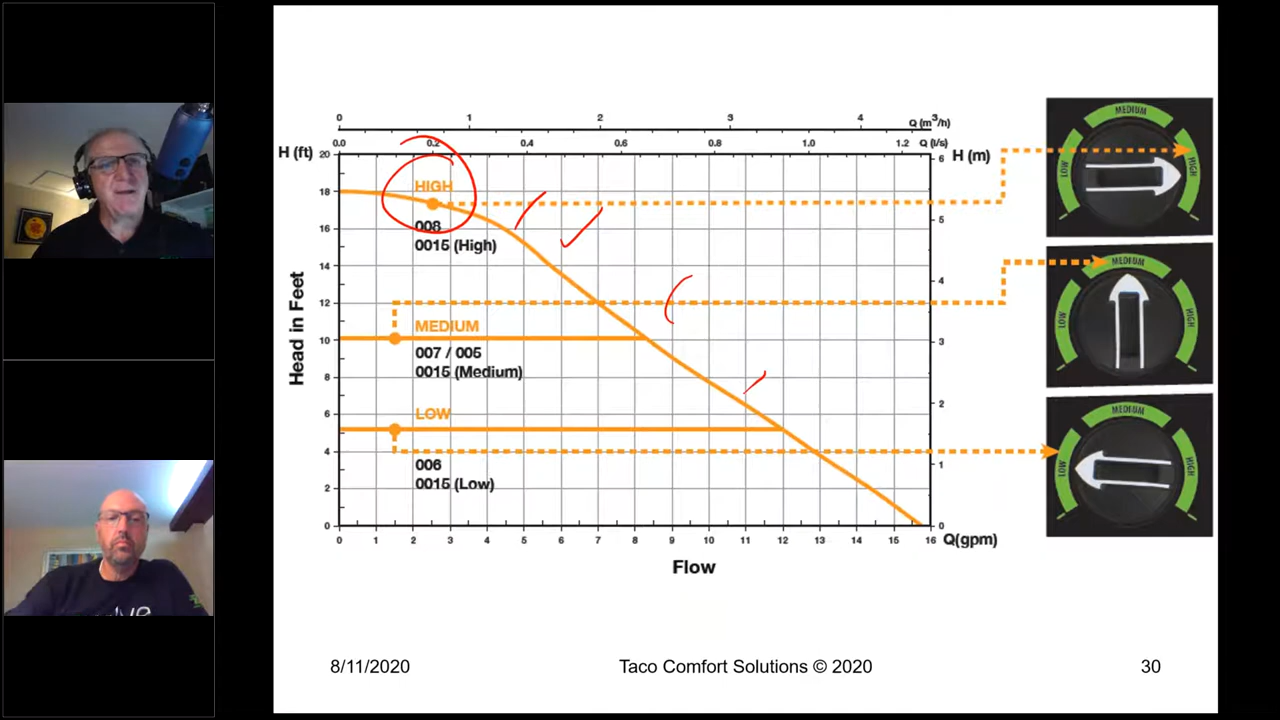 0 1 2 3 4 Q (m³/h)
0.0 0.2 0.4 0.6 0.8 1.0 1.2 Q (l/s)
H (ft)
H (m)
20
18
16
14
12
10
8
6
4
2
0
Head in Feet
HIGH
008
0015 (High)
MEDIUM
007 / 005
0015 (Medium)
LOW
006
0015 (Low)
6
5
4
3
2
1
0
0 1 2 3 4 5 6 7 8 9 10 11 12 13 14 15 16 Q(gpm)
Flow
LOW
MEDIUM
HIGH
LOW
MEDIUM
HIGH
LOW
MEDIUM
HIGH
8/11/2020
Taco Comfort Solutions © 2020
30